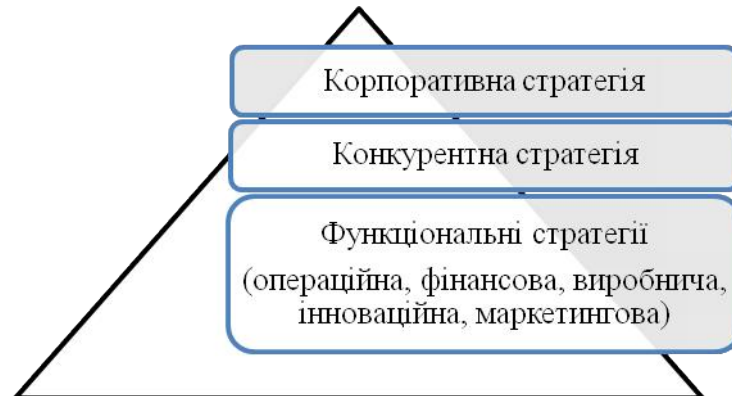 Корпоративна стратегія
Конкурентна стратегія
Функціональні стратегії
(операційна, фінансова, виробнича,
інноваційна, маркетингова)